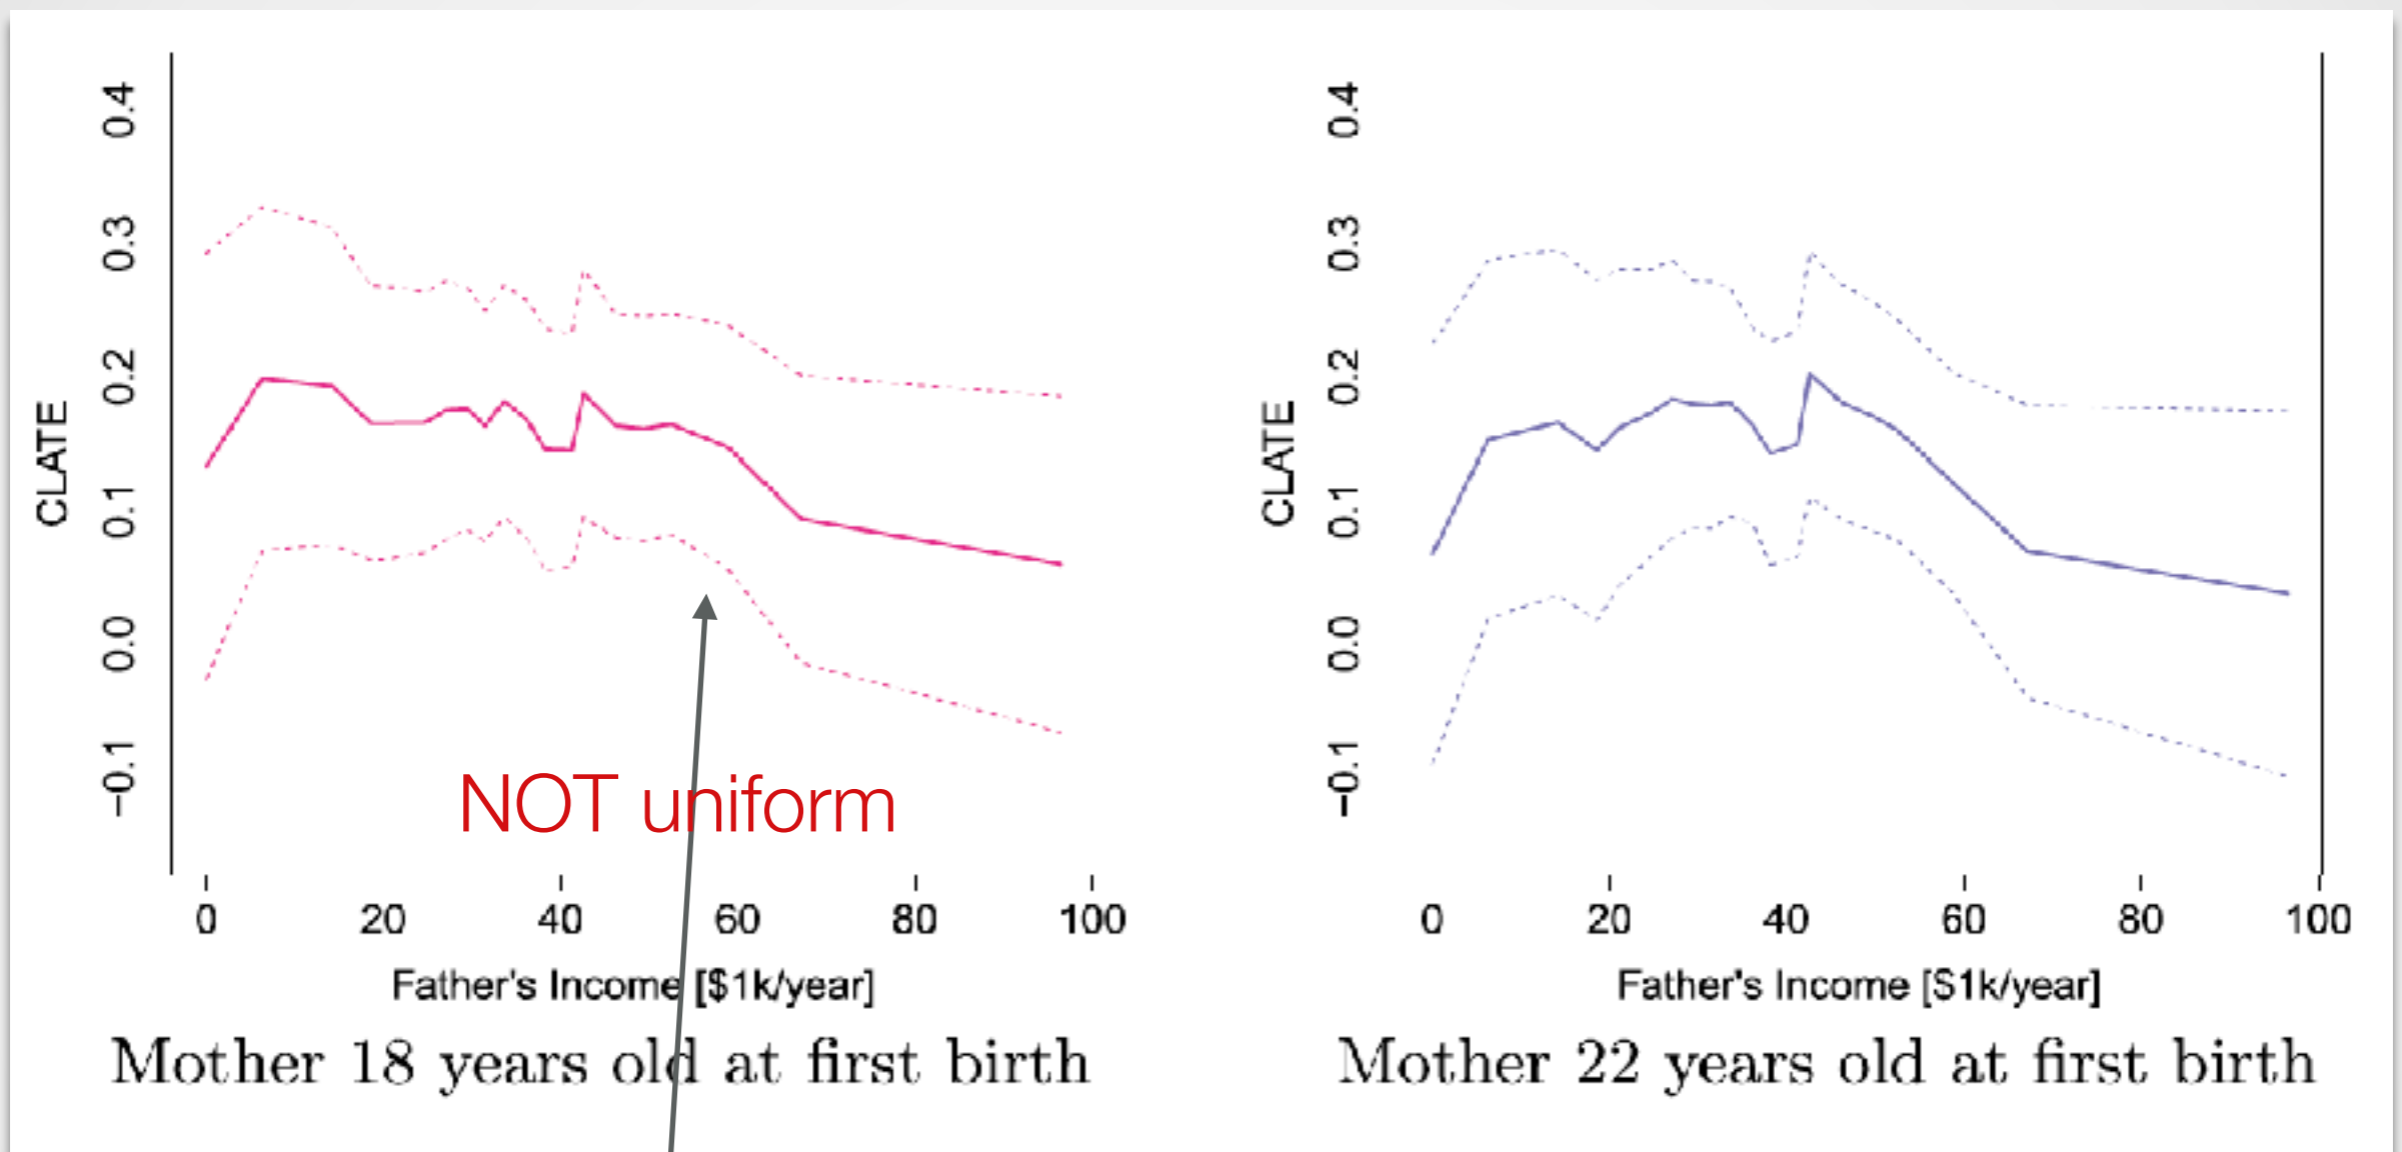 CLATE
0.4
0.3
0.2
0.1
0.0
−0.1
NOT uniform
0 20 40 60 80 100
Father's Income [$1k/year]
Mother 18 years old at first birth
CLATE
0.4
0.3
0.2
0.1
0.0
−0.1
0 20 40 60 80 100
Father's Income [$1k/year]
Mother 22 years old at first birth